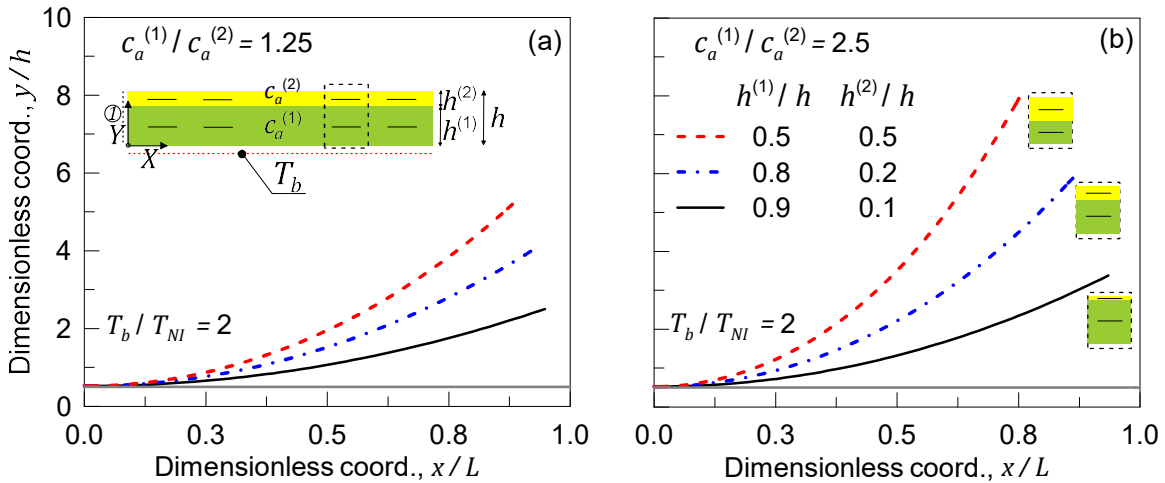 Dimensionless coord., y / h
10
8
6
4
2
0
c_a^(1) / c_a^(2) = 1.25
(a)
c_a^(2)
c_a^(1)
h^(2)
h^(1)
h
①
Y
X
T_b
T_b / T_NI = 2
0.0 0.3 0.5 0.8 1.0
Dimensionless coord., x / L
c_a^(1) / c_a^(2) = 2.5
(b)
h^(1) / h h^(2) / h
0.5 0.5
0.8 0.2
0.9 0.1
T_b / T_NI = 2
0.0 0.3 0.5 0.8 1.0
Dimensionless coord., x / L